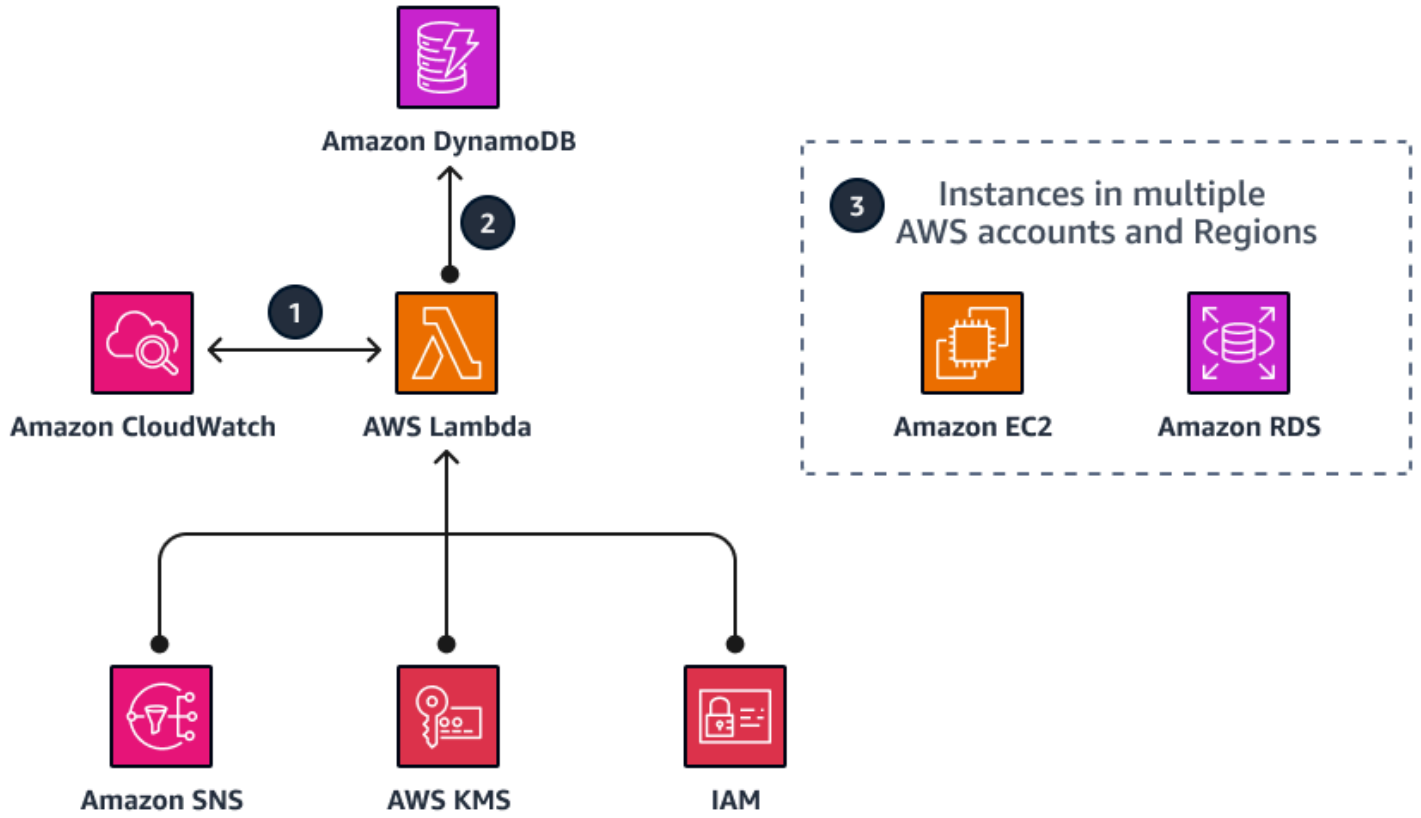 Amazon DynamoDB
2
3
Instances in multiple
AWS accounts and Regions
1
Amazon CloudWatch
AWS Lambda
Amazon EC2
Amazon RDS
Amazon SNS
AWS KMS
IAM